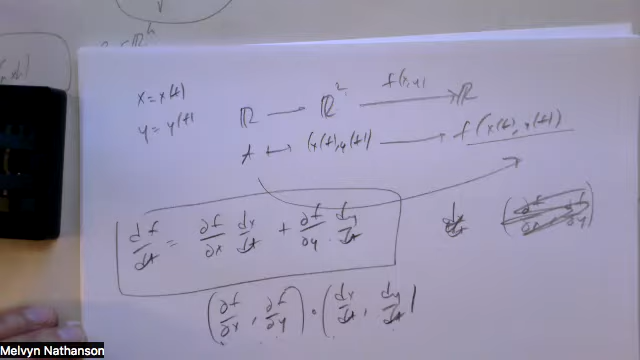 x = x(t)
y = y(t)
ℝ → ℝ² f(x,y) → ℝ
t ↦ (x(t), y(t)) → f(x(t), y(t))
df/dt = ∂f/∂x dx/dt + ∂f/∂y · dy/dt
(∂f/∂x, ∂f/∂y) · (dx/dt, dy/dt)
Melvyn Nathanson